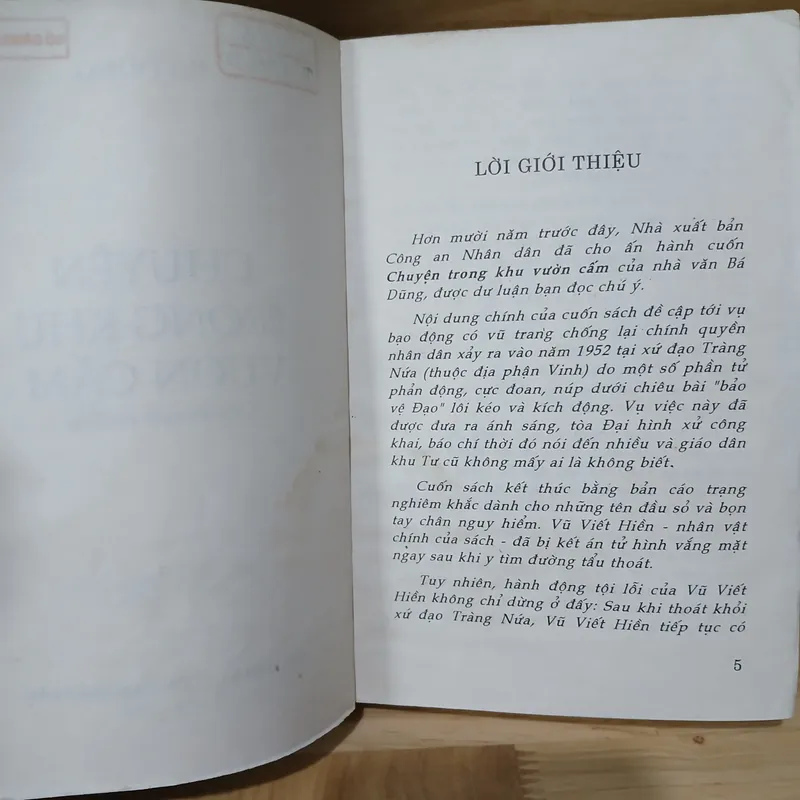 LỜI GIỚI THIỆU
Hơn mười năm trước đây, Nhà xuất bản
Công an Nhân dân đã cho ấn hành cuốn
Chuyện trong khu vườn cấm của nhà văn Bá
Dũng, được dư luận bạn đọc chú ý.
Nội dung chính của cuốn sách đề cập tới vụ
bạo động có vũ trang chống lại chính quyền
nhân dân xảy ra vào năm 1952 tại xứ đạo Tràng
Nứa (thuộc địa phận Vinh) do một số phần tử
phản động, cực đoan, núp dưới chiêu bài "bảo
vệ Đạo" lôi kéo và kích động. Vụ việc này đã
được đưa ra ánh sáng, tòa Đại hình xử công
khai, báo chí thời đó nói đến nhiều và giáo dân
khu Tư cũ không mấy ai là không biết.
Cuốn sách kết thúc bằng bản cáo trạng
nghiêm khắc dành cho những tên đầu sỏ và bọn
tay chân nguy hiểm. Vũ Viết Hiền - nhân vật
chính của sách - đã bị kết án tử hình vắng mặt
ngay sau khi y tìm đường tẩu thoát.
Tuy nhiên, hành động tội lỗi của Vũ Viết
Hiền không chỉ dừng ở đấy: Sau khi thoát khỏi
xứ đạo Tràng Nứa, Vũ Viết Hiền tiếp tục có
5